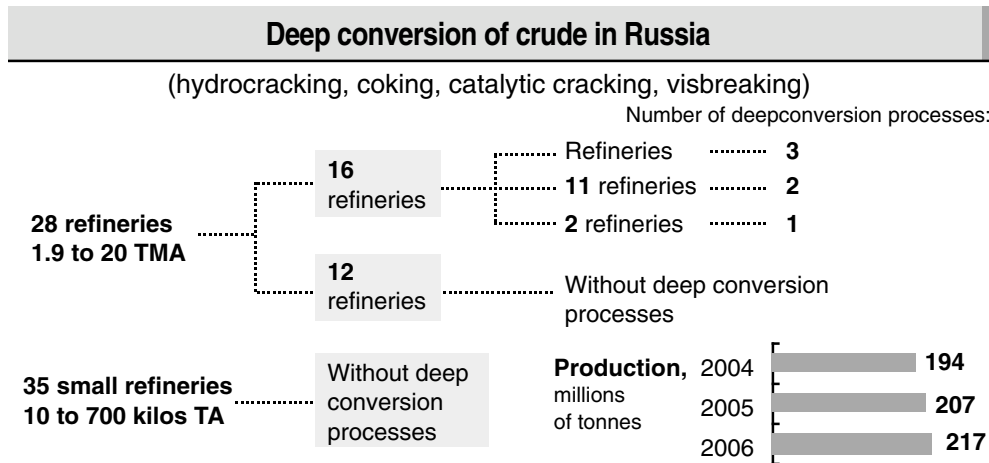 Deep conversion of crude in Russia
(hydrocracking, coking, catalytic cracking, visbreaking)
Number of deepconversion processes:
28 refineries
1.9 to 20 TMA
16
refineries
Refineries 3
11 refineries 2
2 refineries 1
12
refineries
Without deep conversion
processes
35 small refineries
10 to 700 kilos TA
Without deep
conversion
processes
Production,
millions
of tonnes
2004 194
2005 207
2006 217